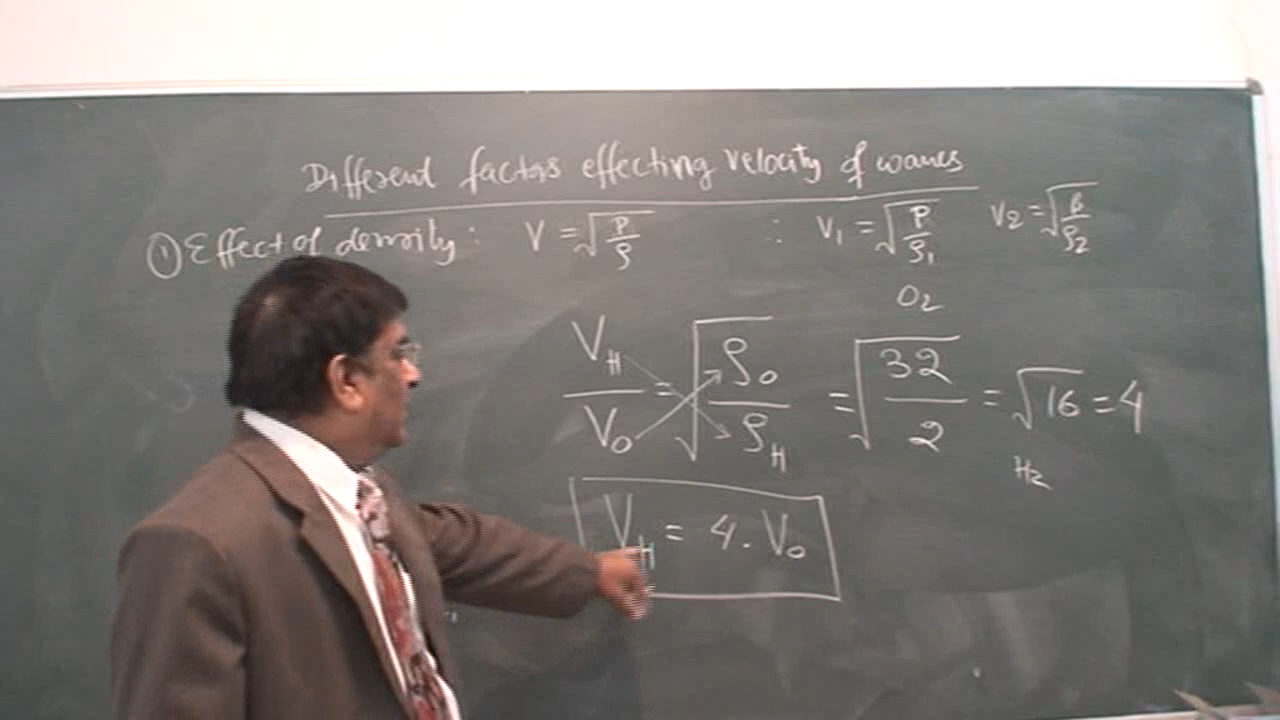 Different factors effecting velocity of waves
① Effect of density : V = √(P/ρ) ∴ V₁ = √(P/ρ₁) V₂ = √(P/ρ₂)
O₂
V_H/V_O = √(ρ_O/ρ_H) = √(32/2) = √16 = 4
H₂
V_H = 4 . V_O